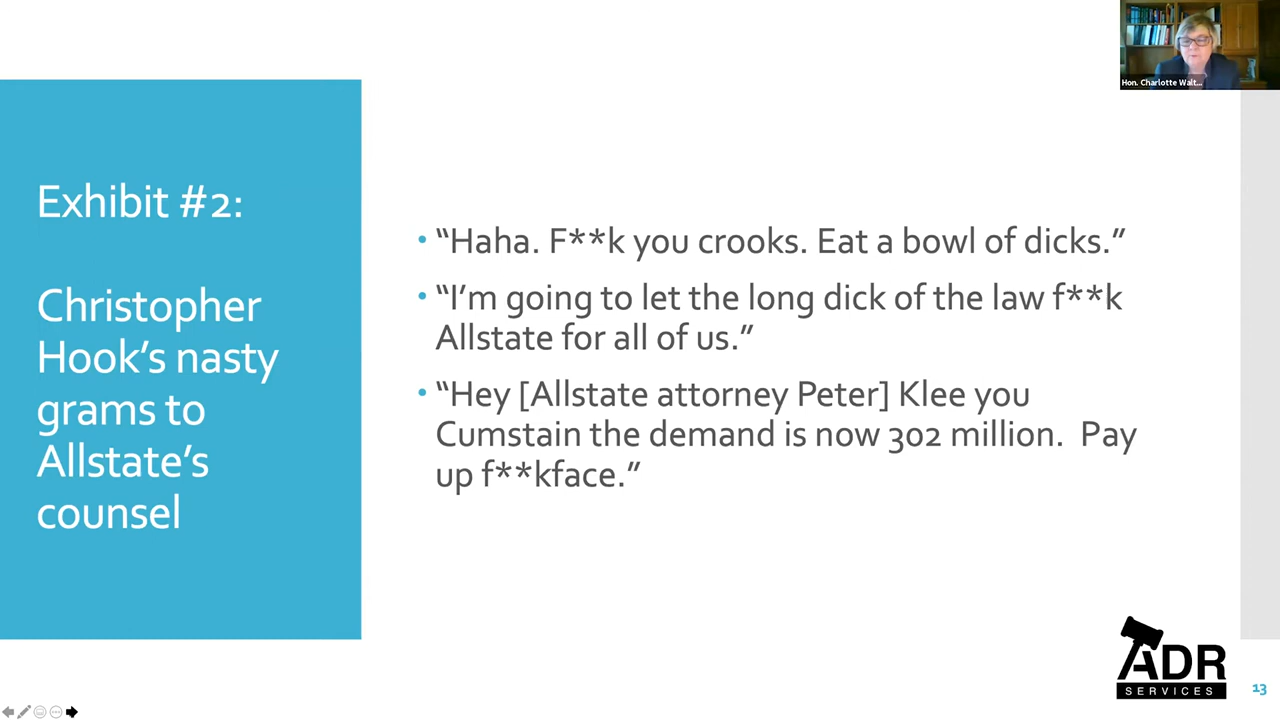 Hon. Charlotte Walt...
Exhibit #2:
Christopher
Hook’s nasty
grams to
Allstate’s
counsel
• “Haha. F**k you crooks. Eat a bowl of dicks.”
• “I’m going to let the long dick of the law f**k
Allstate for all of us.”
• “Hey [Allstate attorney Peter] Klee you
Cumstain the demand is now 302 million.  Pay
up f**kface.”
ADR
SERVICES
13